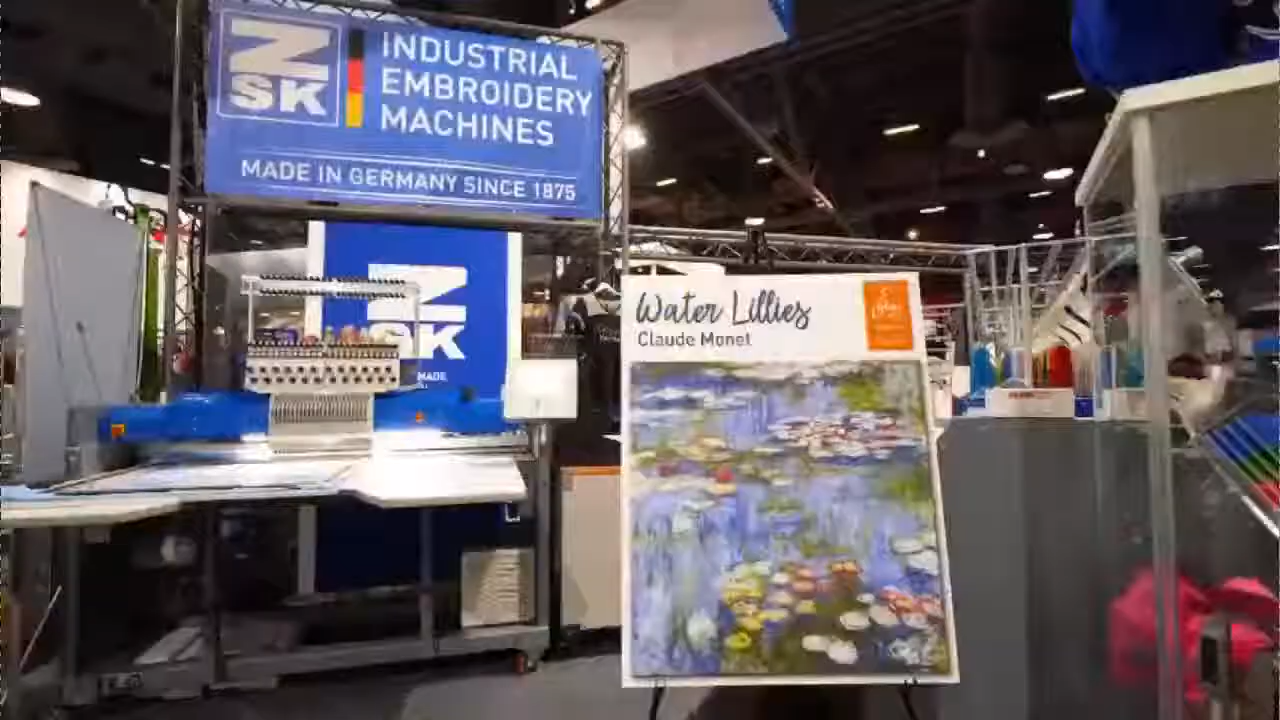 ZSK
INDUSTRIAL
EMBROIDERY
MACHINES
MADE IN GERMANY SINCE 1875
ZSK
MADE
Water Lillies
Claude Monet